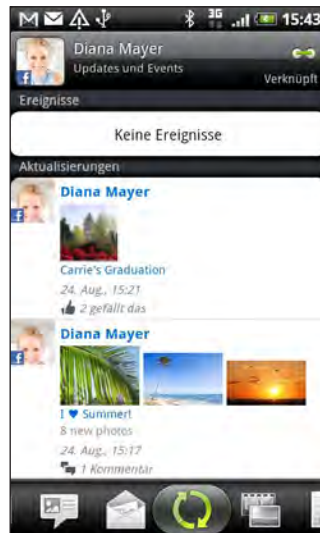 3G 15:43
Diana Mayer
Updates und Events
Verknüpft
Ereignisse
Keine Ereignisse
Aktualisierungen
Diana Mayer
Carrie's Graduation
24. Aug., 15:21
2 gefällt das
Diana Mayer
I ♥ Summer!
8 new photos
24. Aug., 15:17
1 Kommentar